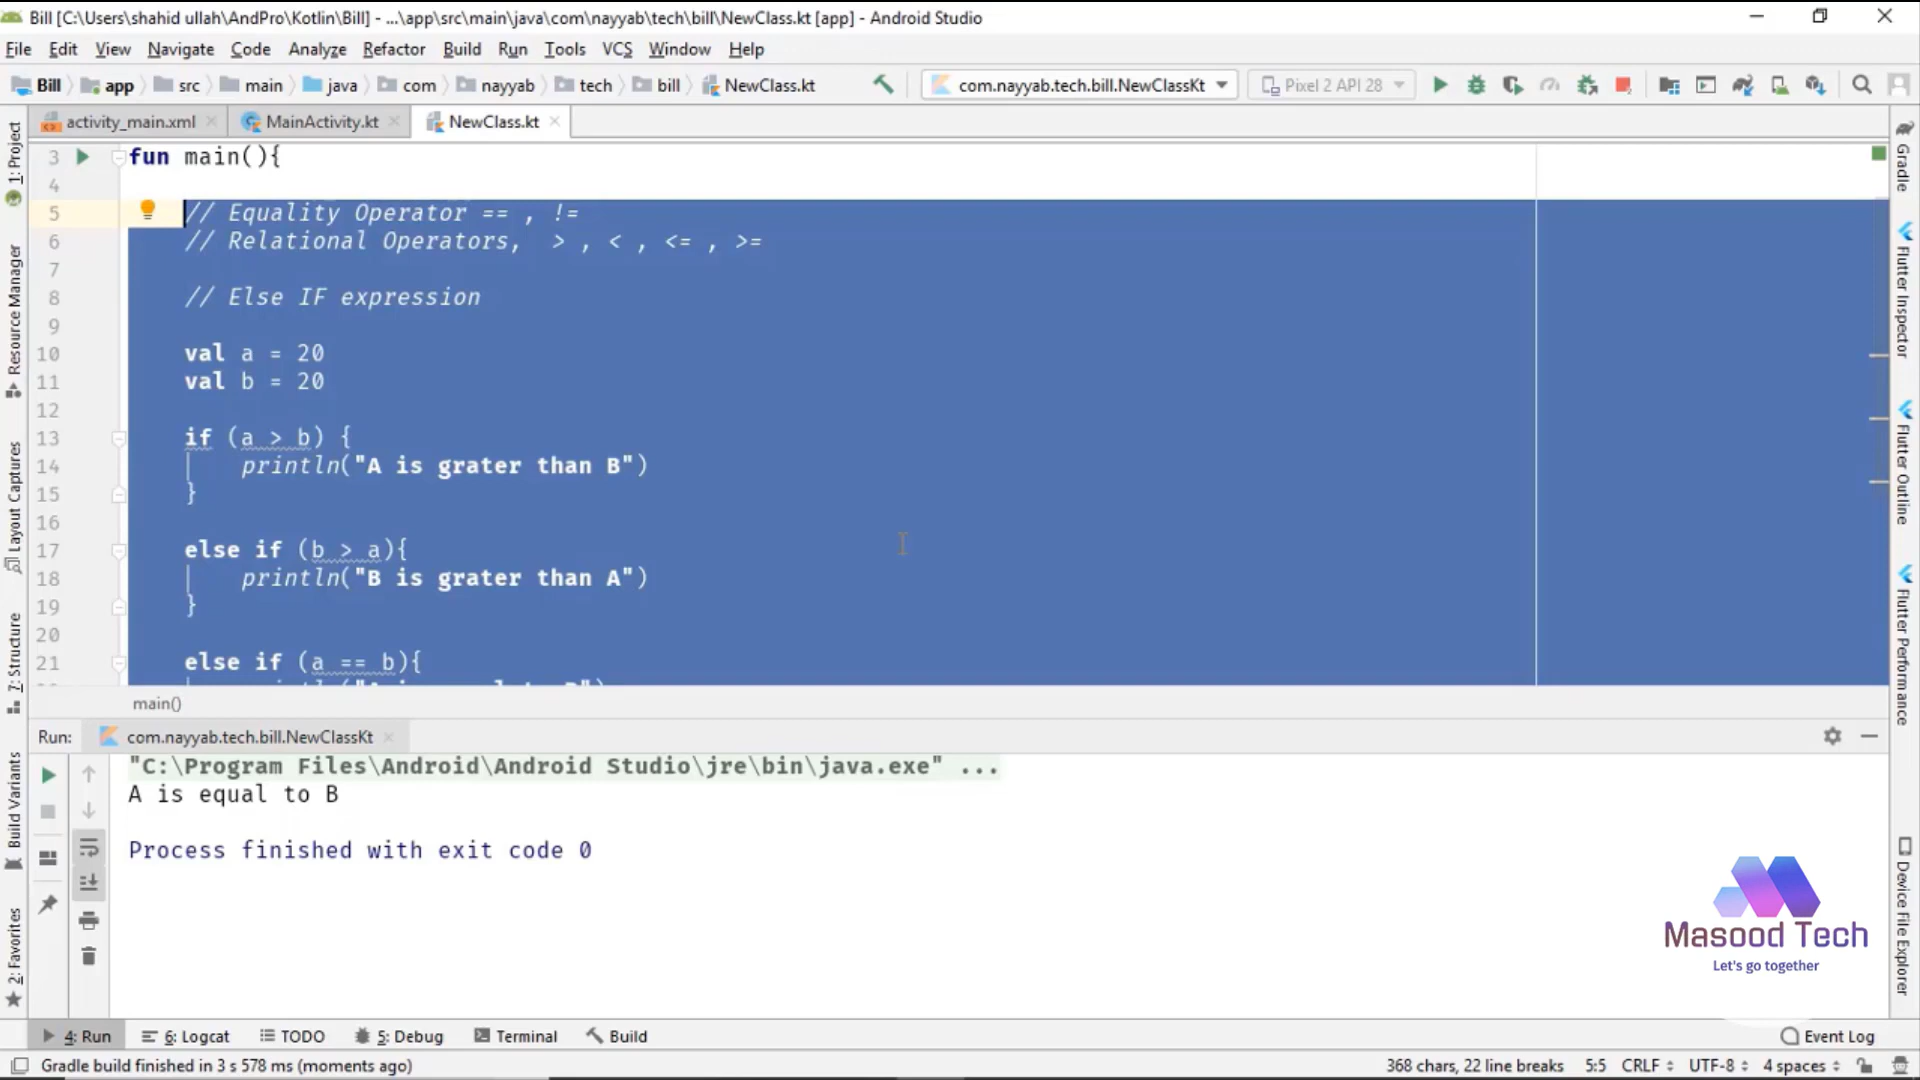 Bill [C:\Users\shahid ullah\AndPro\Kotlin\Bill] - ...\app\src\main\java\com\nayyab\tech\bill\NewClass.kt [app] - Android Studio
File Edit View Navigate Code Analyze Refactor Build Run Tools VCS Window Help
Bill app src main java com nayyab tech bill NewClass.kt com.nayyab.tech.bill.NewClassKt Pixel 2 API 28
activity_main.xml MainActivity.kt NewClass.kt
3 fun main(){
4
5 // Equality Operator == , !=
6 // Relational Operators, > , < , <= , >=
7
8 // Else IF expression
9
10 val a = 20
11 val b = 20
12
13 if (a > b) {
14 println("A is grater than B")
15 }
16
17 else if (b > a){
18 println("B is grater than A")
19 }
20
21 else if (a == b){
main()
Run: com.nayyab.tech.bill.NewClassKt
"C:\Program Files\Android\Android Studio\jre\bin\java.exe" ...
A is equal to B
Process finished with exit code 0
1: Project
Resource Manager
Layout Captures
7: Structure
Build Variants
2: Favorites
Gradle
Flutter Inspector
Flutter Outline
Flutter Performance
Device File Explorer
Masood Tech
Let's go together
4: Run 6: Logcat TODO 5: Debug Terminal Build Event Log
Gradle build finished in 3 s 578 ms (moments ago) 368 chars, 22 line breaks 5:5 CRLF UTF-8 4 spaces